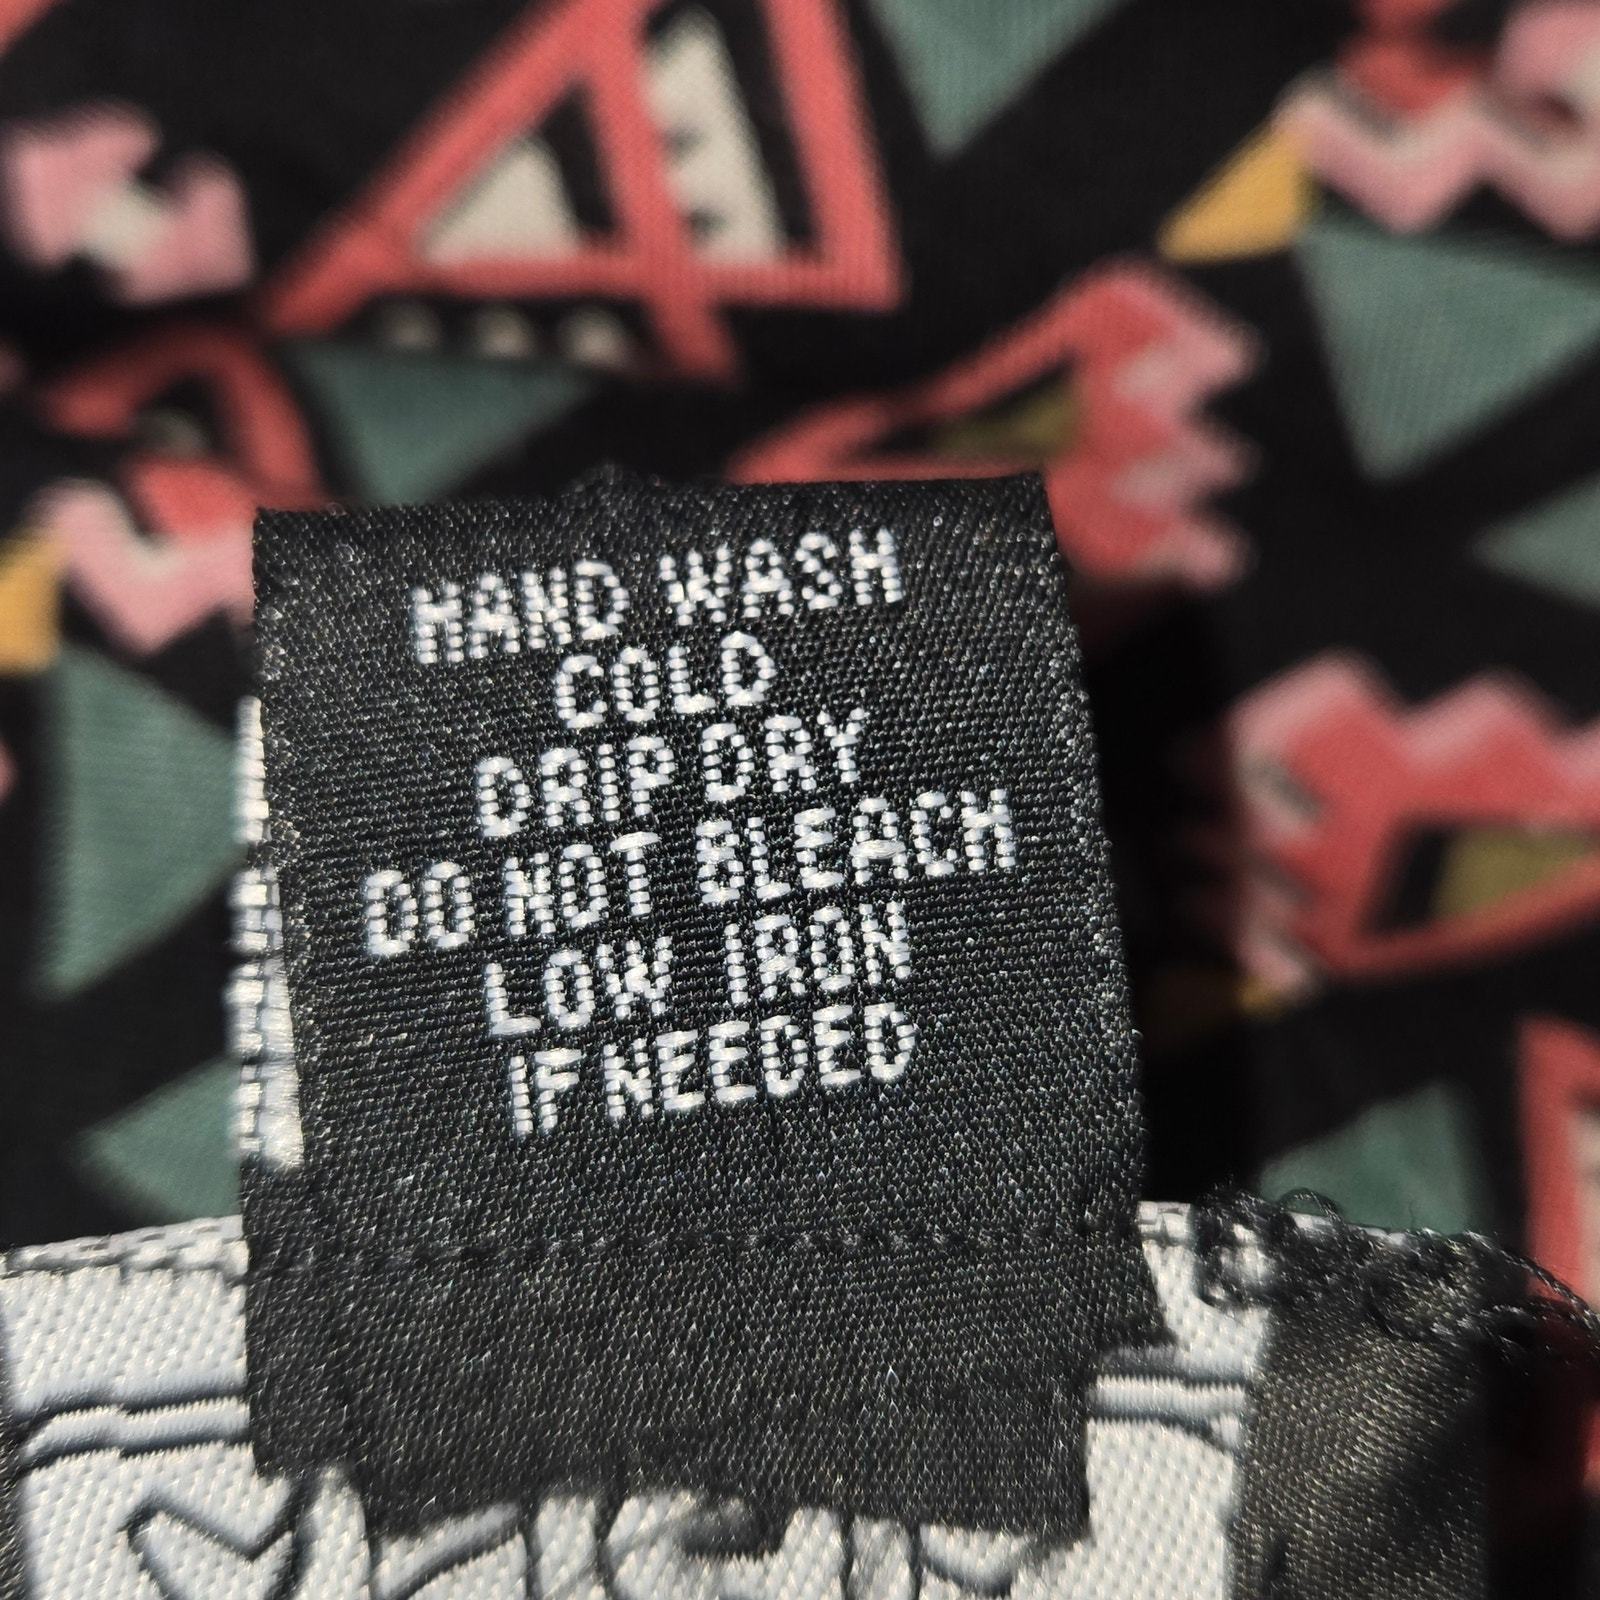 HAND WASH
COLD
DRIP DRY
DO NOT BLEACH
LOW IRON
IF NEEDED